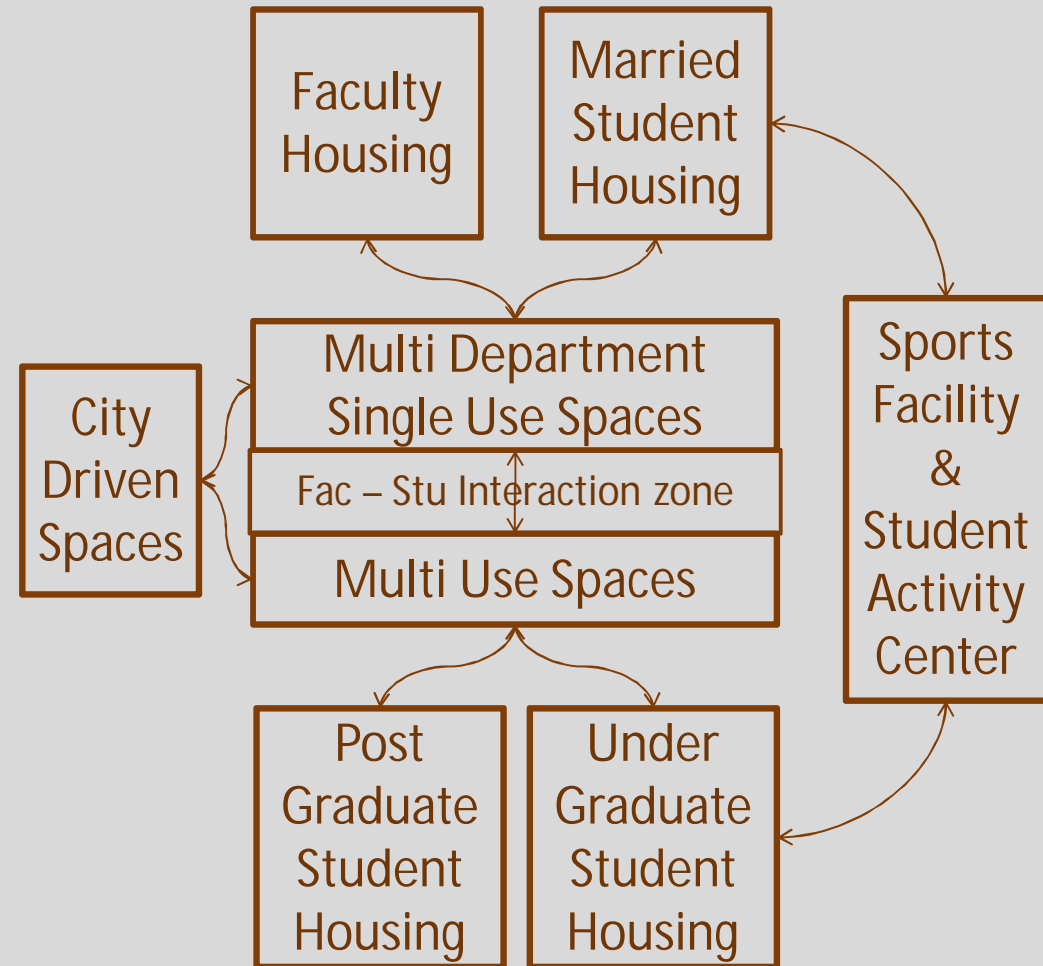 Faculty
Housing
Married
Student
Housing
Multi Department
Single Use Spaces
City
Driven
Spaces
Fac – Stu Interaction zone
Multi Use Spaces
Sports
Facility
&
Student
Activity
Center
Post
Graduate
Student
Housing
Under
Graduate
Student
Housing